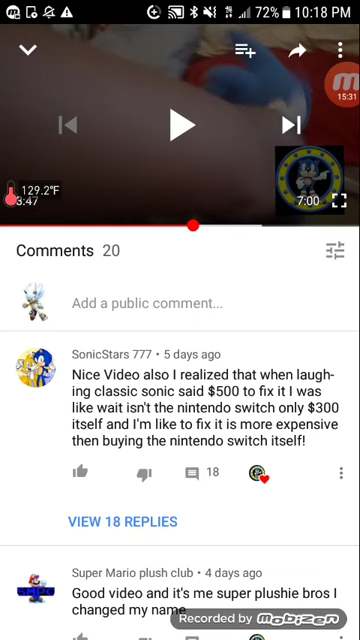 72% 10:18 PM
15:31
129.2°F
3:47
7:00
Comments 20
Add a public comment...
SonicStars 777 • 5 days ago
Nice Video also I realized that when laugh-
ing classic sonic said $500 to fix it I was
like wait isn't the nintendo switch only $300
itself and I'm like to fix it is more expensive
then buying the nintendo switch itself!
18
VIEW 18 REPLIES
Super Mario plush club • 4 days ago
Good video and it's me super plushie bros I
changed my name
Recorded by mobizen